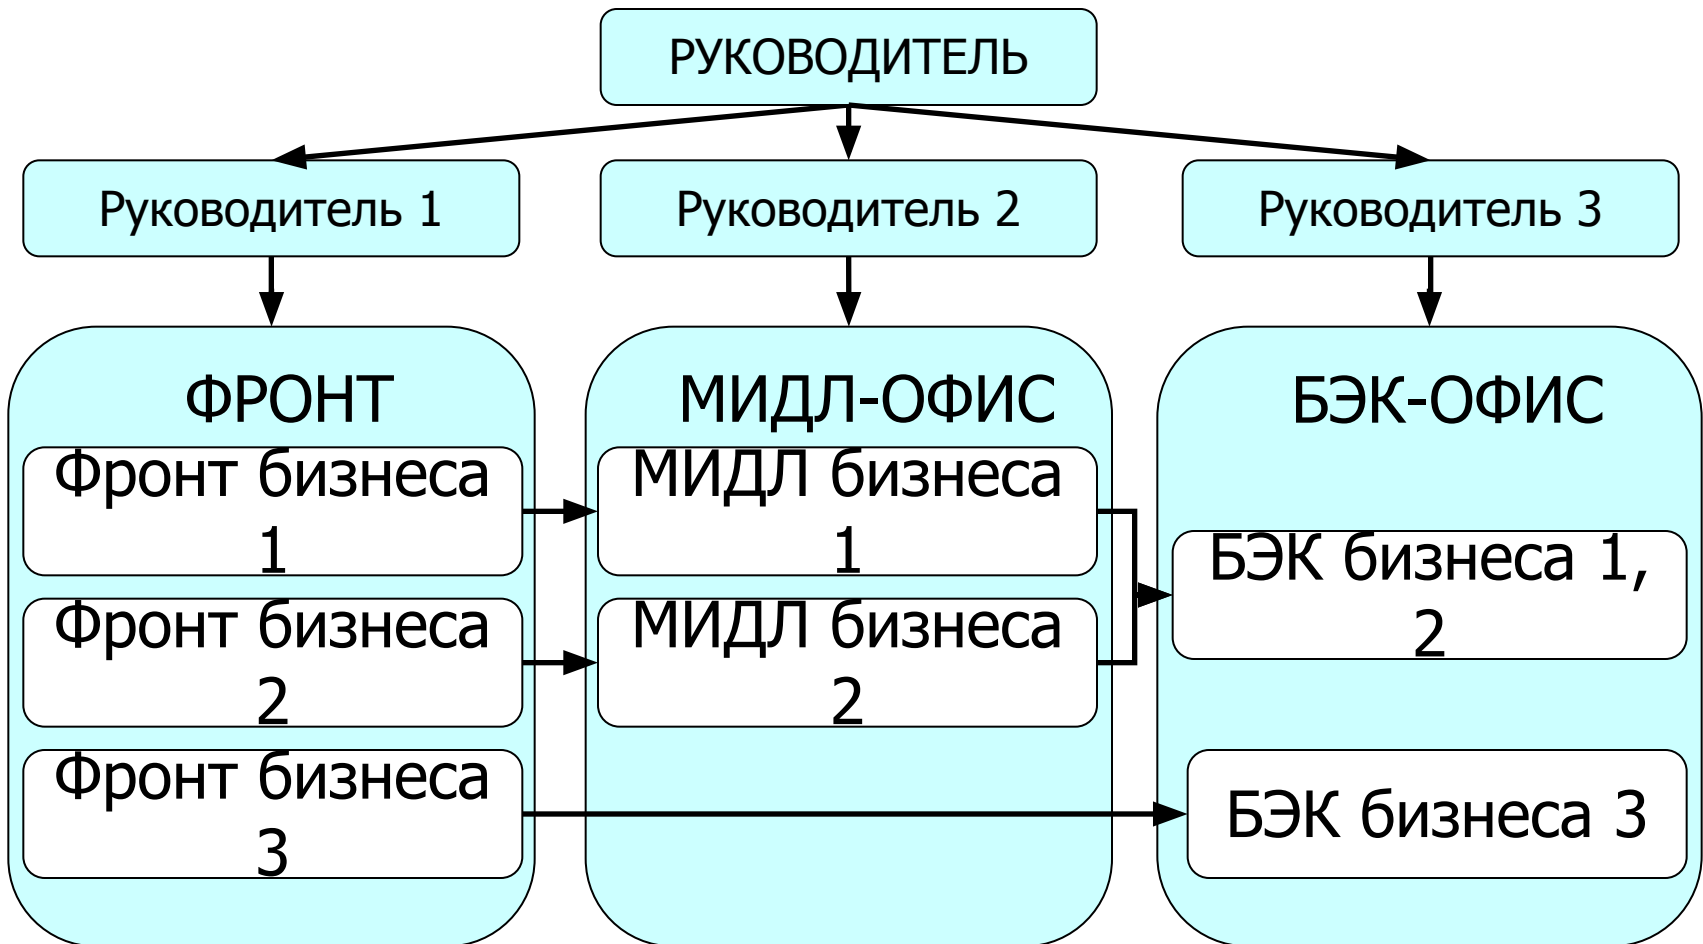 РУКОВОДИТЕЛЬ
Руководитель 1
Руководитель 2
Руководитель 3
ФРОНТ
Фронт бизнеса
1
Фронт бизнеса
2
Фронт бизнеса
3
МИДЛ-ОФИС
МИДЛ бизнеса
1
МИДЛ бизнеса
2
БЭК-ОФИС
БЭК бизнеса 1,
2
БЭК бизнеса 3